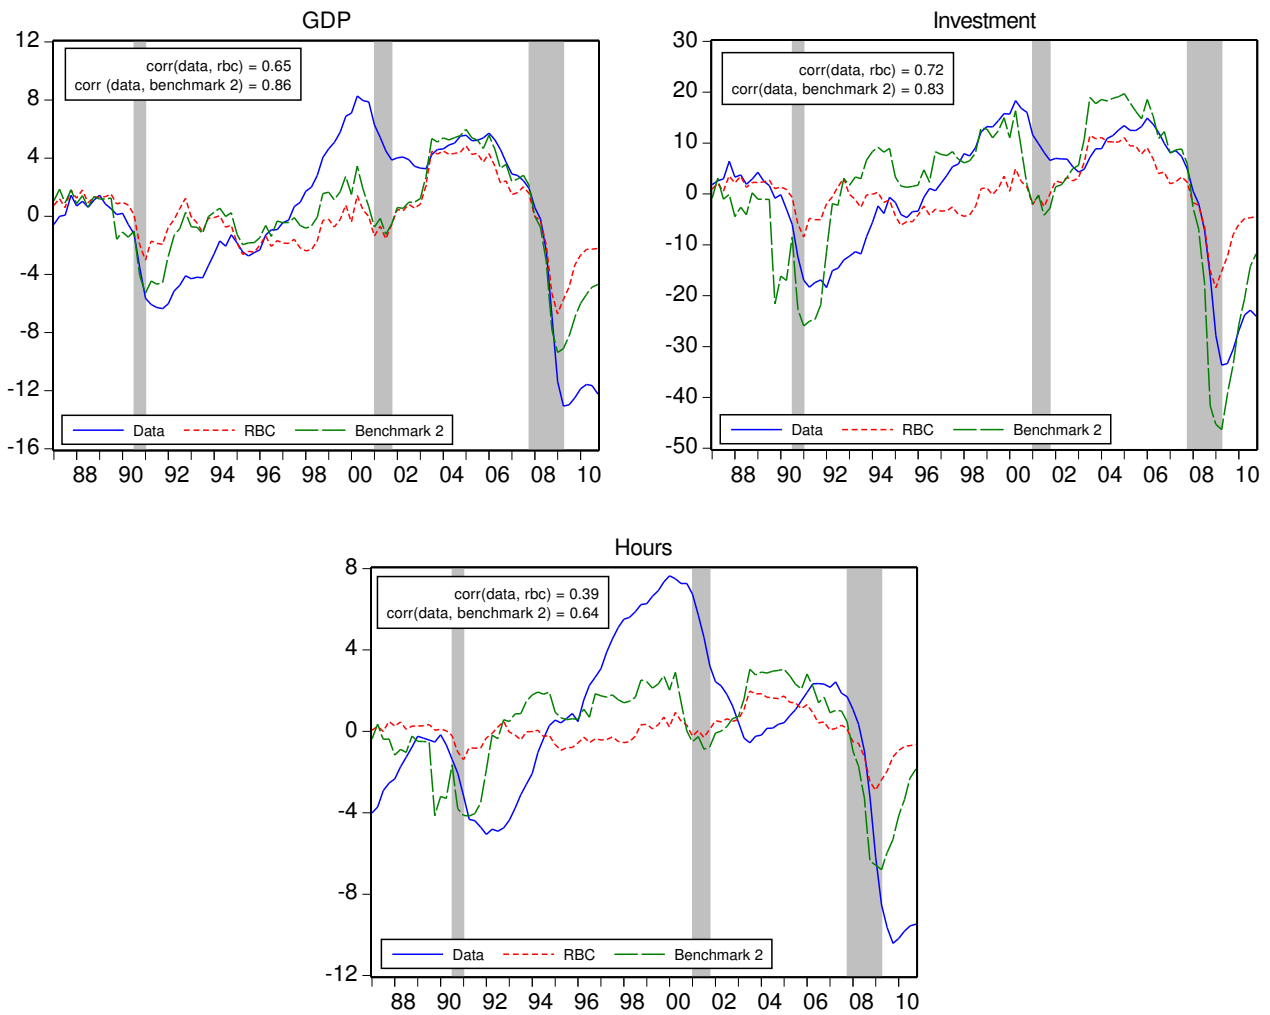 GDP
12
8
4
0
-4
-8
-12
-16
corr(data, rbc) = 0.65
corr (data, benchmark 2) = 0.86
Data RBC Benchmark 2
88 90 92 94 96 98 00 02 04 06 08 10
Investment
30
20
10
0
-10
-20
-30
-40
-50
corr(data, rbc) = 0.72
corr(data, benchmark 2) = 0.83
Data RBC Benchmark 2
88 90 92 94 96 98 00 02 04 06 08 10
Hours
8
4
0
-4
-8
-12
corr(data, rbc) = 0.39
corr(data, benchmark 2) = 0.64
Data RBC Benchmark 2
88 90 92 94 96 98 00 02 04 06 08 10